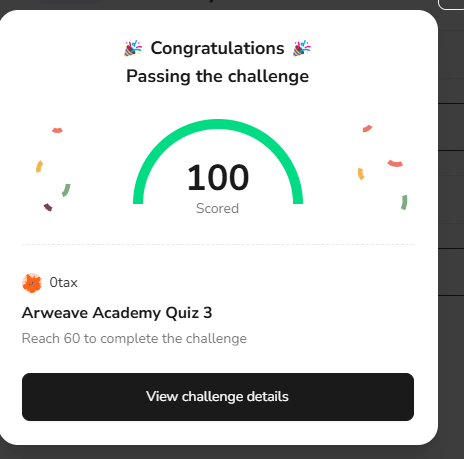 🎉 Congratulations 🎉
Passing the challenge
100
Scored
0tax
Arweave Academy Quiz 3
Reach 60 to complete the challenge
View challenge details